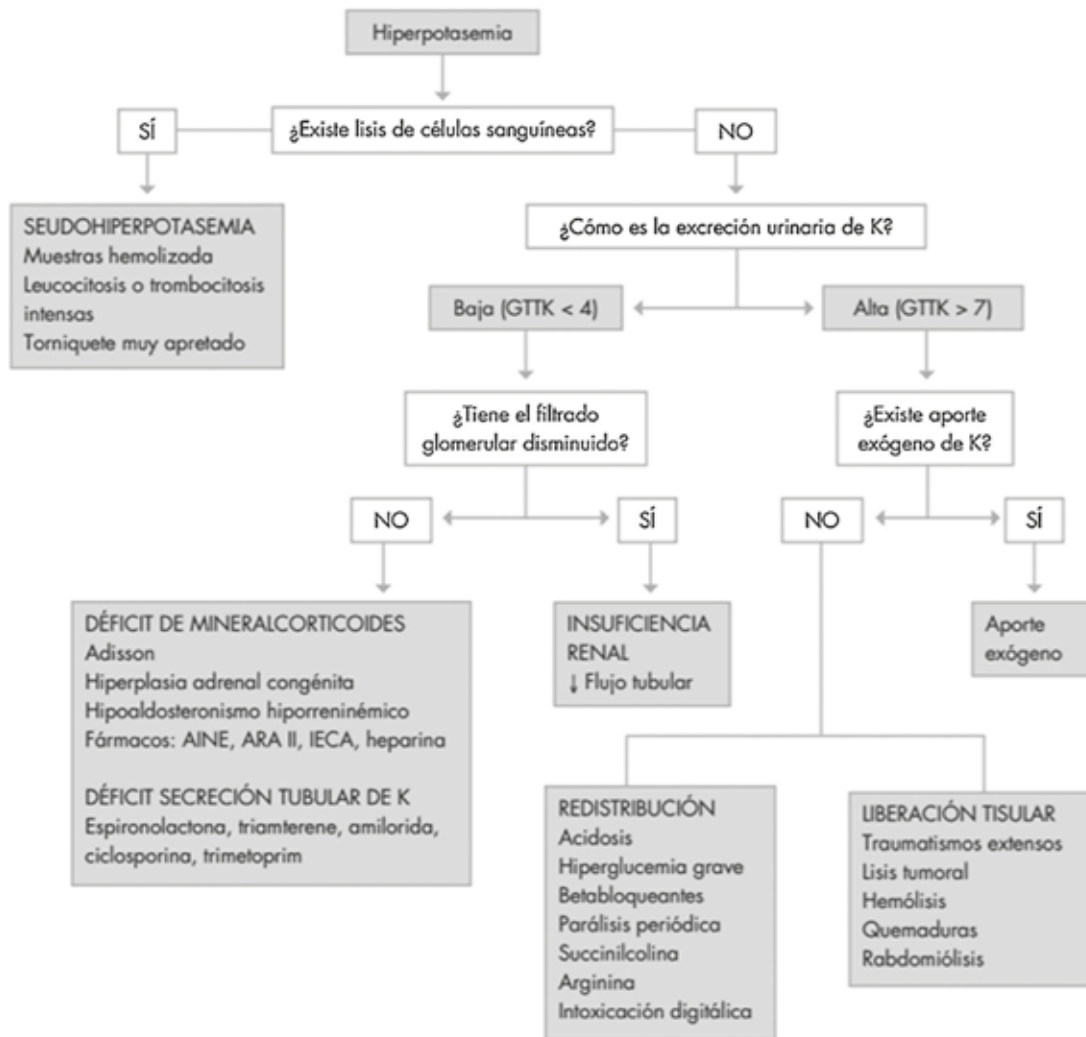 Hiperpotasemia
SÍ
¿Existe lisis de células sanguíneas?
NO
SEUDOHIPERPOTASEMIA
Muestras hemolizada
Leucocitosis o trombocitosis
intensas
Torniquete muy apretado
¿Cómo es la excreción urinaria de K?
Baja (GTTK < 4)
Alta (GTTK > 7)
¿Tiene el filtrado
glomerular disminuido?
¿Existe aporte
exógeno de K?
NO
SÍ
NO
SÍ
DÉFICIT DE MINERALCORTICOIDES
Adisson
Hiperplasia adrenal congénita
Hipoaldosteronismo hiporreninémico
Fármacos: AINE, ARA II, IECA, heparina
DÉFICIT SECRECIÓN TUBULAR DE K
Espironolactona, triamterene, amilorida,
ciclosporina, trimetoprim
INSUFICIENCIA
RENAL
↓ Flujo tubular
Aporte
exógeno
REDISTRIBUCIÓN
Acidosis
Hiperglucemia grave
Betabloqueantes
Parálisis periódica
Succinilcolina
Arginina
Intoxicación digitálica
LIBERACIÓN TISULAR
Traumatismos extensos
Lisis tumoral
Hemólisis
Quemaduras
Rabdomiólisis